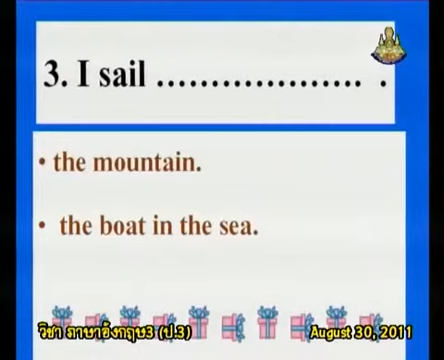 3. I sail ................... .
• the mountain.
• the boat in the sea.
วิชา ภาษาอังกฤษ3 (ป.3)
August 30, 2011